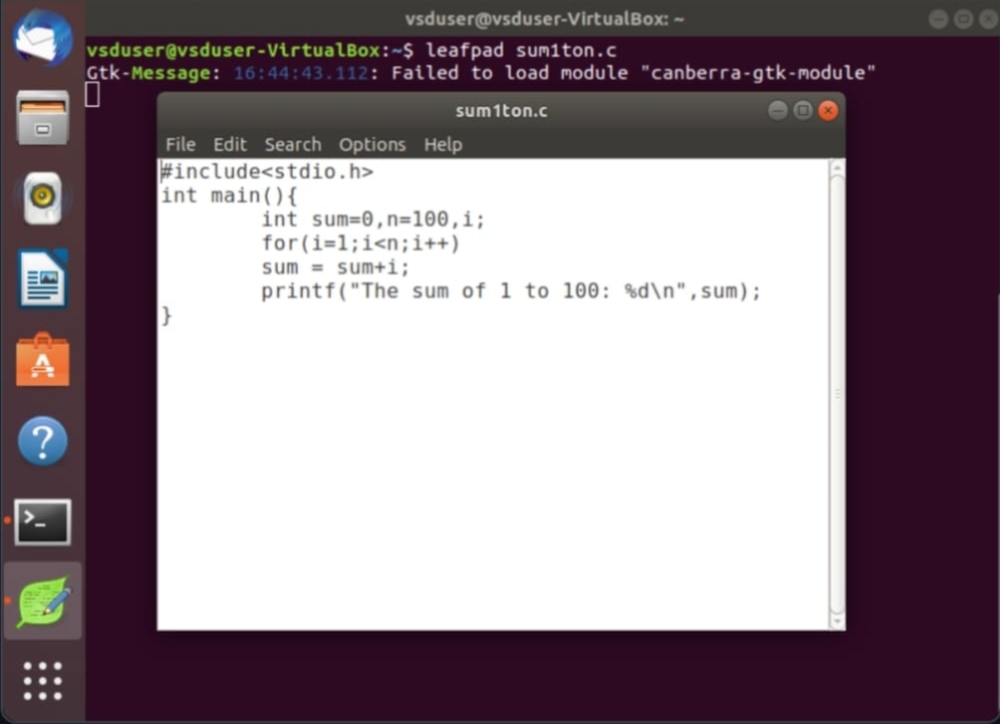 vsduser@vsduser-VirtualBox: ~
vsduser@vsduser-VirtualBox:~$ leafpad sum1ton.c
Gtk-Message: 16:44:43.112: Failed to load module "canberra-gtk-module"
sum1ton.c
File Edit Search Options Help
#include<stdio.h>
int main(){
        int sum=0,n=100,i;
        for(i=1;i<n;i++)
        sum = sum+i;
        printf("The sum of 1 to 100: %d\n",sum);
}